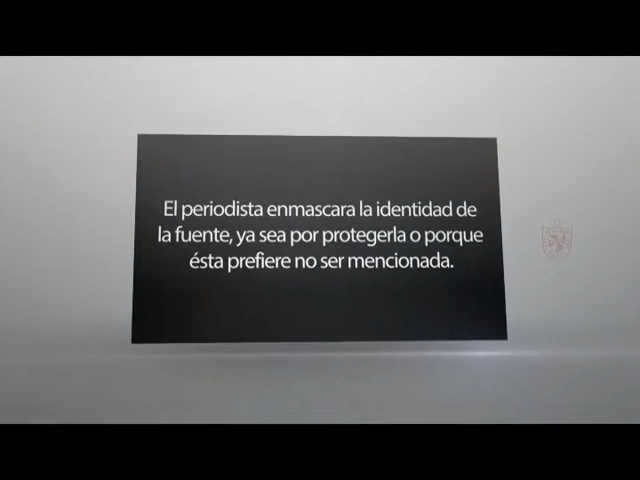 El periodista enmascara la identidad de
la fuente, ya sea por protegerla o porque
ésta prefiere no ser mencionada.